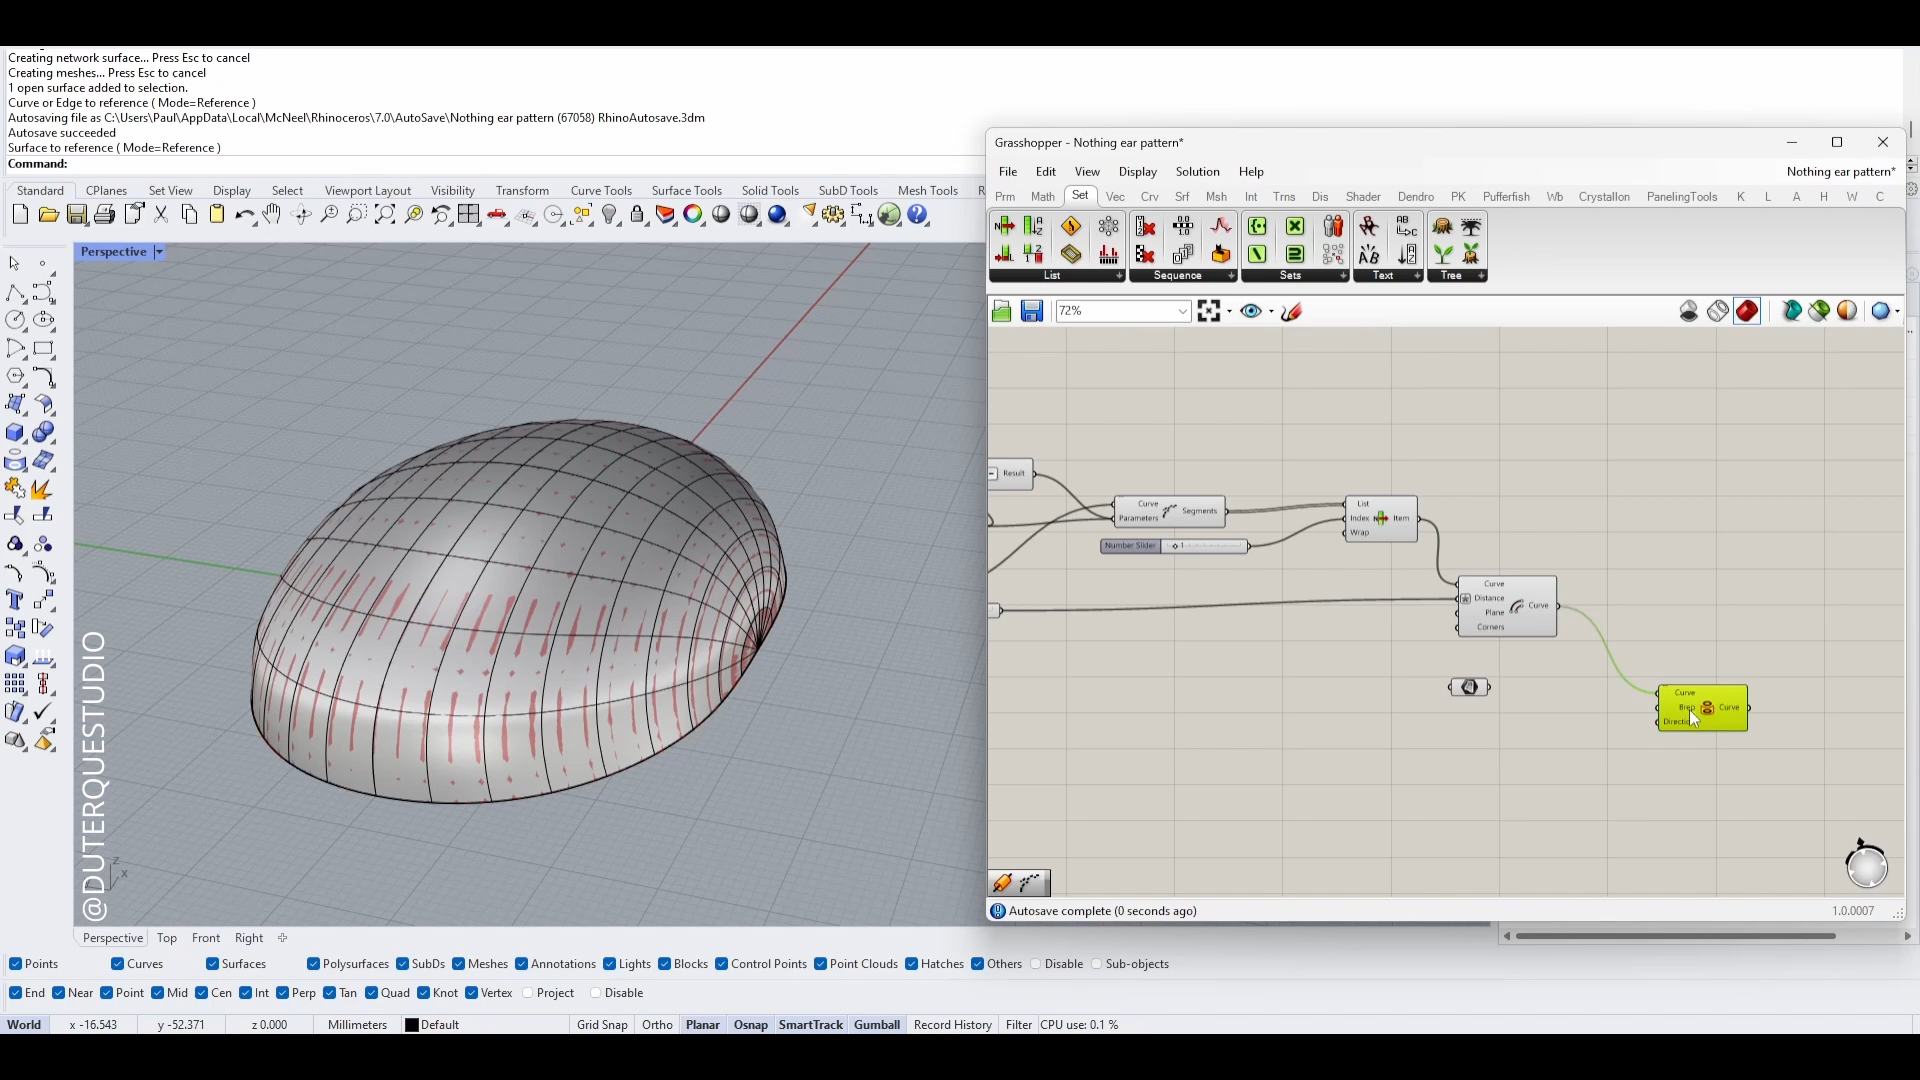 Creating network surface... Press Esc to cancel
Creating meshes... Press Esc to cancel
1 open surface added to selection.
Curve or Edge to reference ( Mode=Reference )
Autosaving file as C:\Users\Paul\AppData\Local\McNeel\Rhinoceros\7.0\AutoSave\Nothing ear pattern (67058) RhinoAutosave.3dm
Autosave succeeded
Surface to reference ( Mode=Reference )
Command:
Standard CPlanes Set View Display Select Viewport Layout Visibility Transform Curve Tools Surface Tools Solid Tools SubD Tools Mesh Tools
Perspective
@DUTERQUESTUDIO
z
x
Grasshopper - Nothing ear pattern*
File Edit View Display Solution Help Nothing ear pattern*
Prm Math Set Vec Crv Srf Msh Int Trns Dis Shader Dendro PK Pufferfish Wb Crystallon PanelingTools K L A H W C
List Sequence Sets Text Tree
72%
Result
Curve
Parameters
Segments
Number Slider
1
List
Index
Wrap
Item
Curve
Distance
Plane
Corners
Curve
Curve
Brep
Directi
Curve
Autosave complete (0 seconds ago) 1.0.0007
Perspective Top Front Right
Points Curves Surfaces Polysurfaces SubDs Meshes Annotations Lights Blocks Control Points Point Clouds Hatches Others Disable Sub-objects
End Near Point Mid Cen Int Perp Tan Quad Knot Vertex Project Disable
World x -16.543 y -52.371 z 0.000 Millimeters Default Grid Snap Ortho Planar Osnap SmartTrack Gumball Record History Filter CPU use: 0.1 %